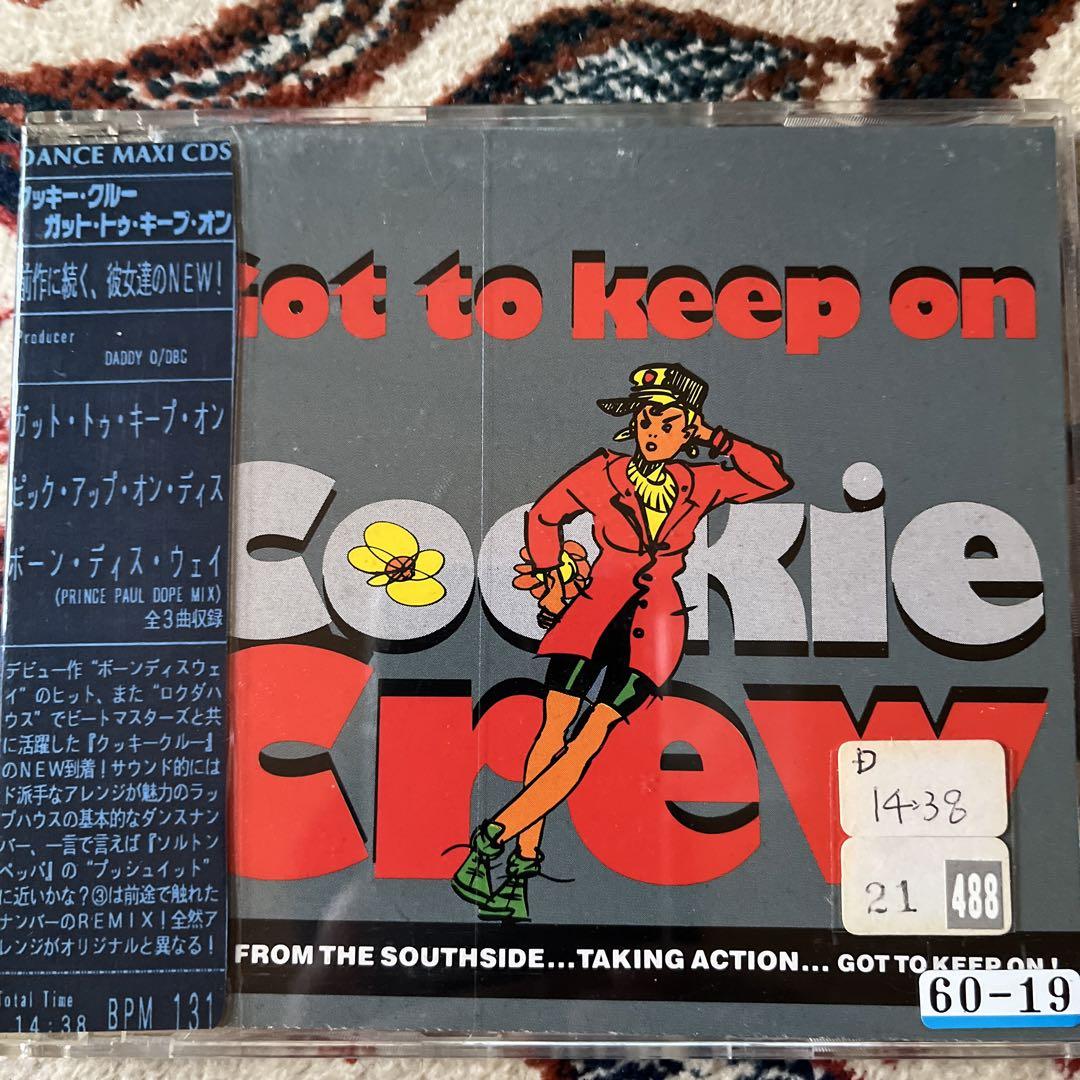 DANCE MAXI CDS
クッキー・クルー
ガット・トゥ・キープ・オン
前作に続く、彼女達のNEW!
Producer
DADDY O/DBC
ガット・トゥ・キープ・オン
ピック・アップ・オン・ディス
ボーン・ディス・ウェイ
(PRINCE PAUL DOPE MIX)
全3曲収録
デビュー作“ボーンディスウェ
イ”のヒット、また“ロクダハ
ウス”でビートマスターズと共
に活躍した『クッキークルー』
のNEW到着!サウンド的には
ド派手なアレンジが魅力のラッ
プハウスの基本的なダンスナン
バー、一言で言えば『ソルトン
ペッパ』の“プッシュイット”
に近いかな?③は前途で触れた
ナンバーのREMIX!全然ア
レンジがオリジナルと異なる!
Total Time
14:38 BPM 131
Got to keep on
Cookie
Crew
D
14→38
21 488
FROM THE SOUTHSIDE...TAKING ACTION... GOT TO KEEP ON!
60-19